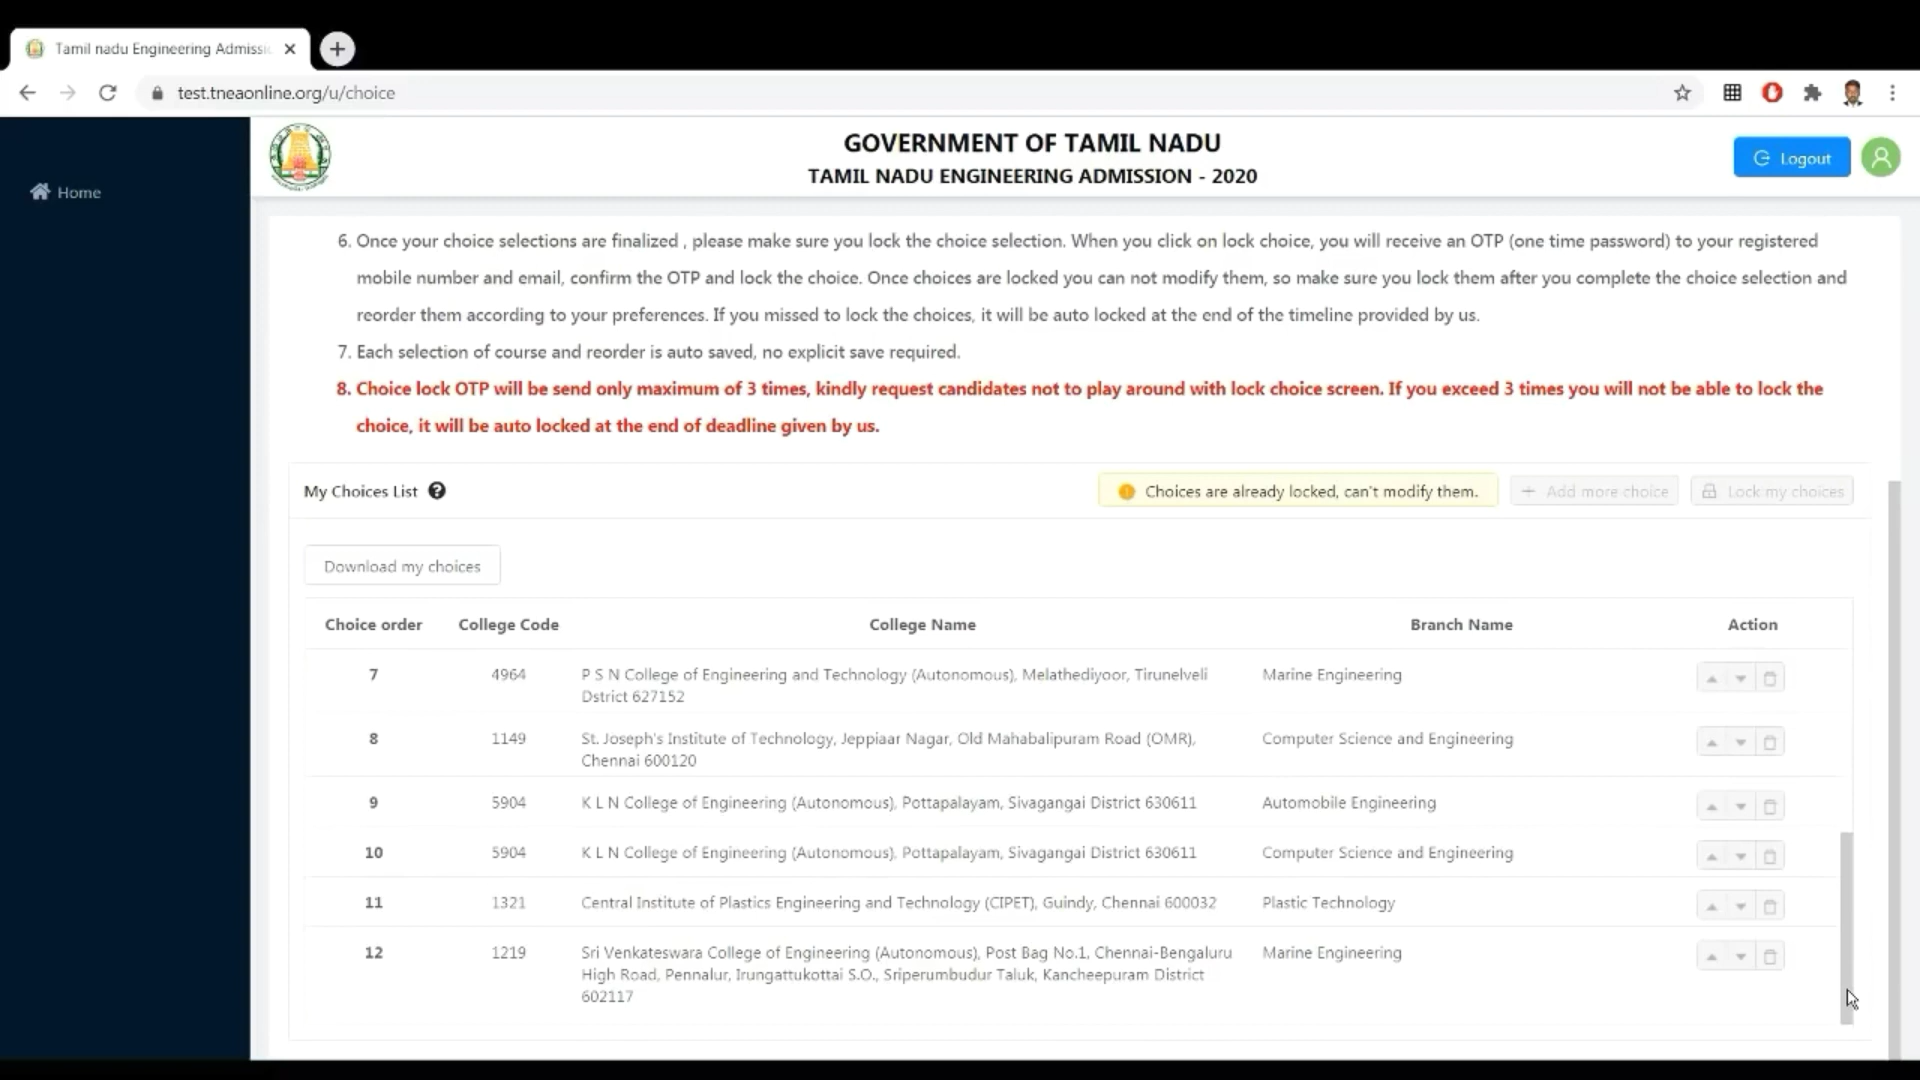 Tamil nadu Engineering Admissi
test.tneaonline.org/u/choice
Home
GOVERNMENT OF TAMIL NADU
TAMIL NADU ENGINEERING ADMISSION - 2020
Logout
6. Once your choice selections are finalized , please make sure you lock the choice selection. When you click on lock choice, you will receive an OTP (one time password) to your registered
mobile number and email, confirm the OTP and lock the choice. Once choices are locked you can not modify them, so make sure you lock them after you complete the choice selection and
reorder them according to your preferences. If you missed to lock the choices, it will be auto locked at the end of the timeline provided by us.
7. Each selection of course and reorder is auto saved, no explicit save required.
8. Choice lock OTP will be send only maximum of 3 times, kindly request candidates not to play around with lock choice screen. If you exceed 3 times you will not be able to lock the
choice, it will be auto locked at the end of deadline given by us.
My Choices List
Choices are already locked, can't modify them.
+ Add more choice
Lock my choices
Download my choices
Choice order College Code College Name Branch Name Action
7 4964 P S N College of Engineering and Technology (Autonomous), Melathediyoor, Tirunelveli Marine Engineering
Dstrict 627152
8 1149 St. Joseph's Institute of Technology, Jeppiaar Nagar, Old Mahabalipuram Road (OMR), Computer Science and Engineering
Chennai 600120
9 5904 K L N College of Engineering (Autonomous), Pottapalayam, Sivagangai District 630611 Automobile Engineering
10 5904 K L N College of Engineering (Autonomous), Pottapalayam, Sivagangai District 630611 Computer Science and Engineering
11 1321 Central Institute of Plastics Engineering and Technology (CIPET), Guindy, Chennai 600032 Plastic Technology
12 1219 Sri Venkateswara College of Engineering (Autonomous), Post Bag No.1, Chennai-Bengaluru Marine Engineering
High Road, Pennalur, Irungattukottai S.O., Sriperumbudur Taluk, Kancheepuram District
602117